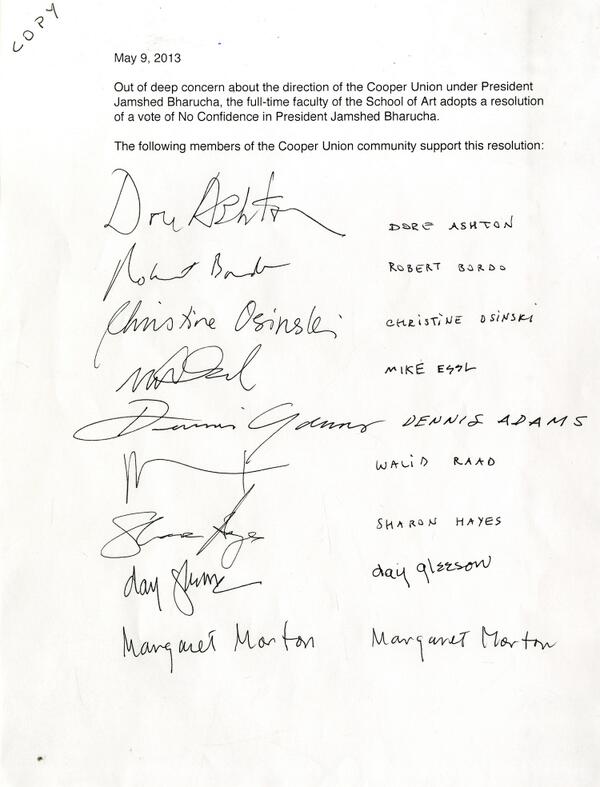 COPY
May 9, 2013
Out of deep concern about the direction of the Cooper Union under President
Jamshed Bharucha, the full-time faculty of the School of Art adopts a resolution
of a vote of No Confidence in President Jamshed Bharucha.
The following members of the Cooper Union community support this resolution:
Dore Ashton DORE ASHTON
Robert Bordo ROBERT BORDO
Christine Osinski CHRISTINE OSINSKI
MIKE ESSL
Dennis Adams DENNIS ADAMS
WALID RAAD
Sharon Hayes SHARON HAYES
day gleeson day gleeson
Margaret Morton Margaret Morton